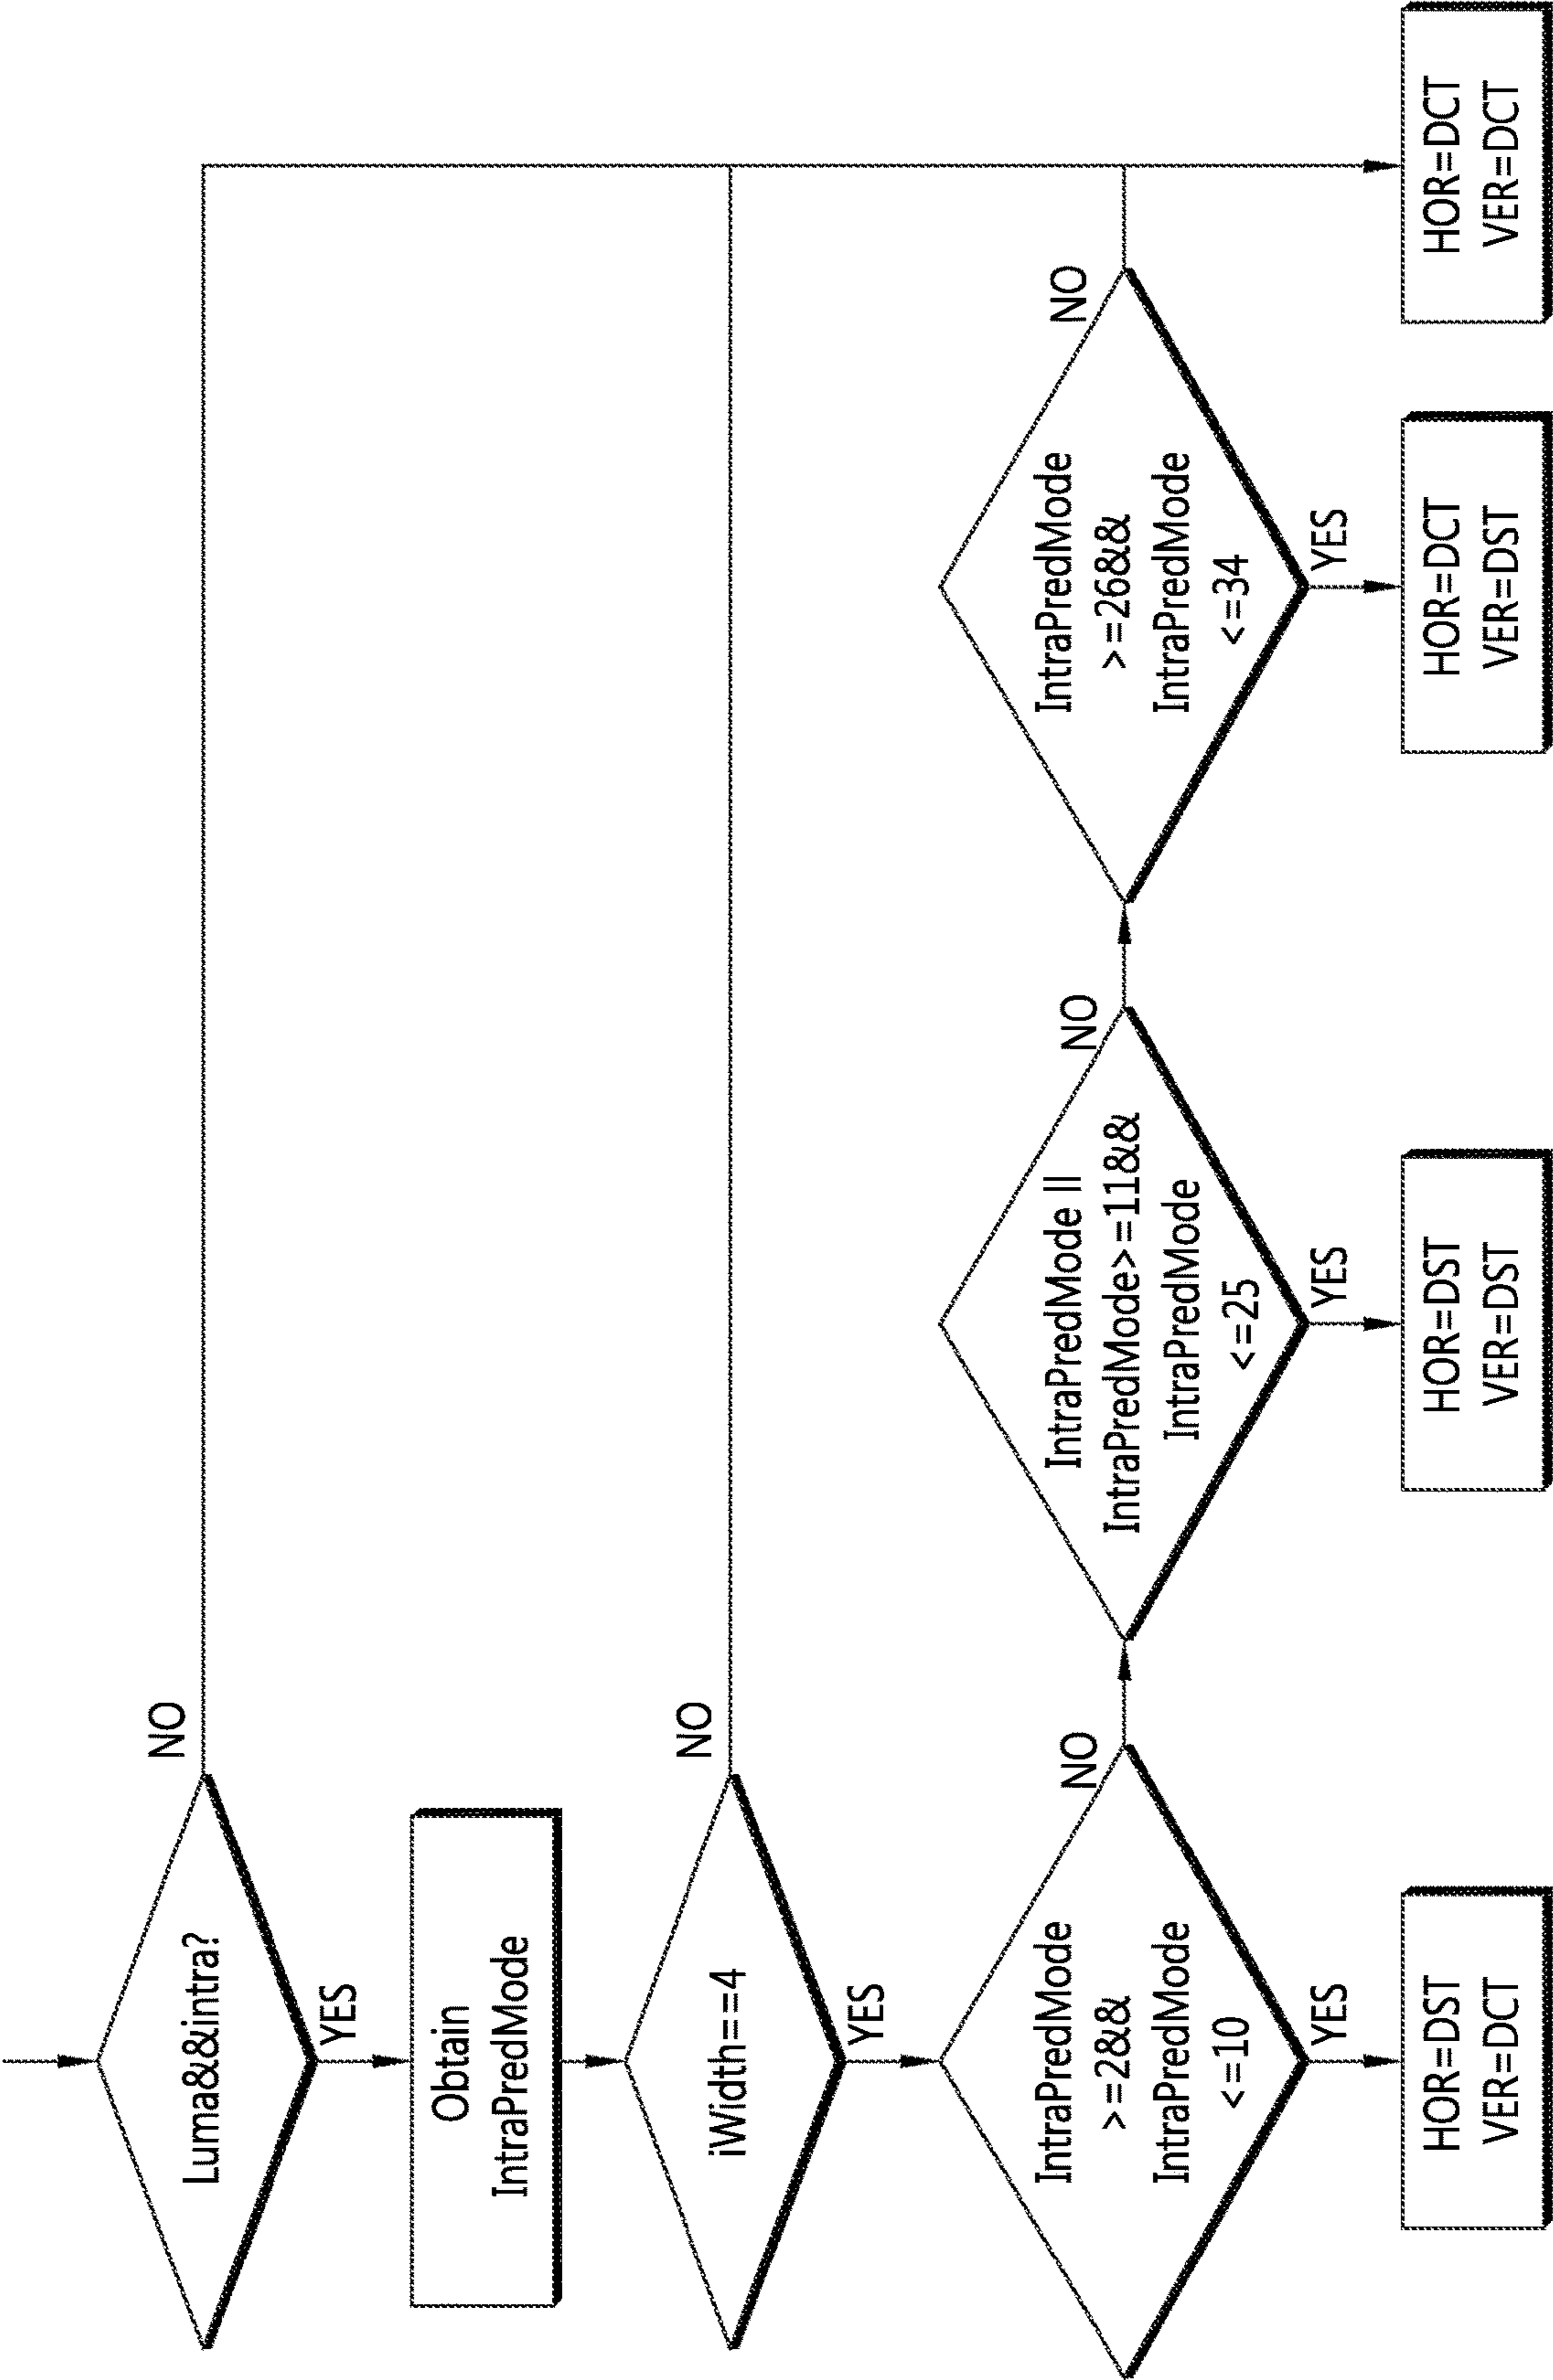 Luma&&intra?
NO
YES
Obtain
IntraPredMode
iWidth==4
NO
YES
IntraPredMode
>=2&&
IntraPredMode
<=10
NO
YES
IntraPredMode ||
IntraPredMode>=11&&
IntraPredMode
<=25
NO
YES
IntraPredMode
>=26&&
IntraPredMode
<=34
NO
YES
HOR=DST
VER=DCT
HOR=DST
VER=DST
HOR=DCT
VER=DST
HOR=DCT
VER=DCT